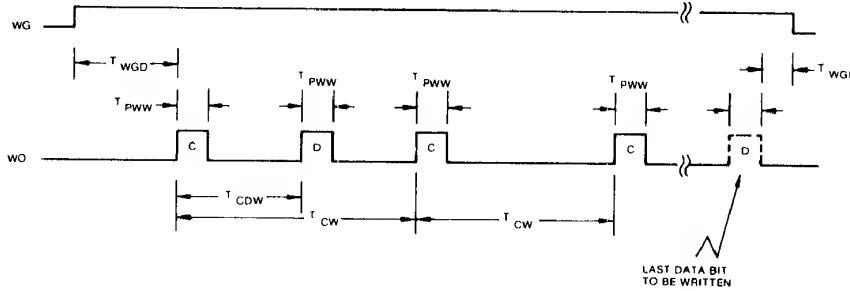 WG
T WGD
T WGI
T PWW
T PWW
T PWW
T PWW
WO
C
D
C
C
D
T CDW
T CW
T CW
LAST DATA BIT
TO BE WRITTEN